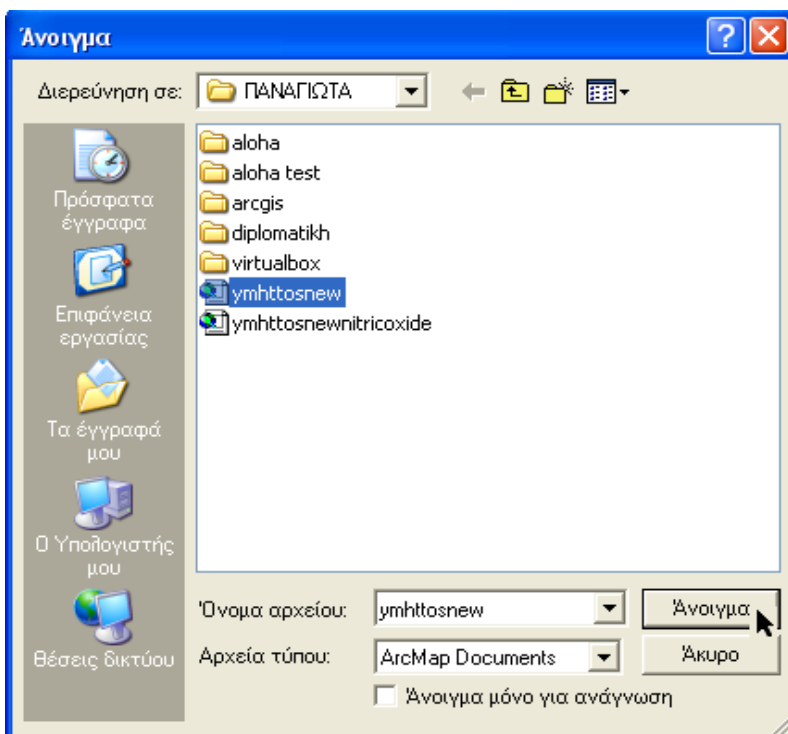 Άνοιγμα
Διερεύνηση σε: ΠΑΝΑΓΙΩΤΑ
Πρόσφατα
έγγραφα
Επιφάνεια
εργασίας
Τα έγγραφά
μου
Ο Υπολογιστής
μου
Θέσεις δικτύου
aloha
aloha test
arcgis
diplomatikh
virtualbox
ymhttosnew
ymhttosnewnitricoxide
Όνομα αρχείου: ymhttosnew Άνοιγμα
Αρχεία τύπου: ArcMap Documents Άκυρο
Άνοιγμα μόνο για ανάγνωση